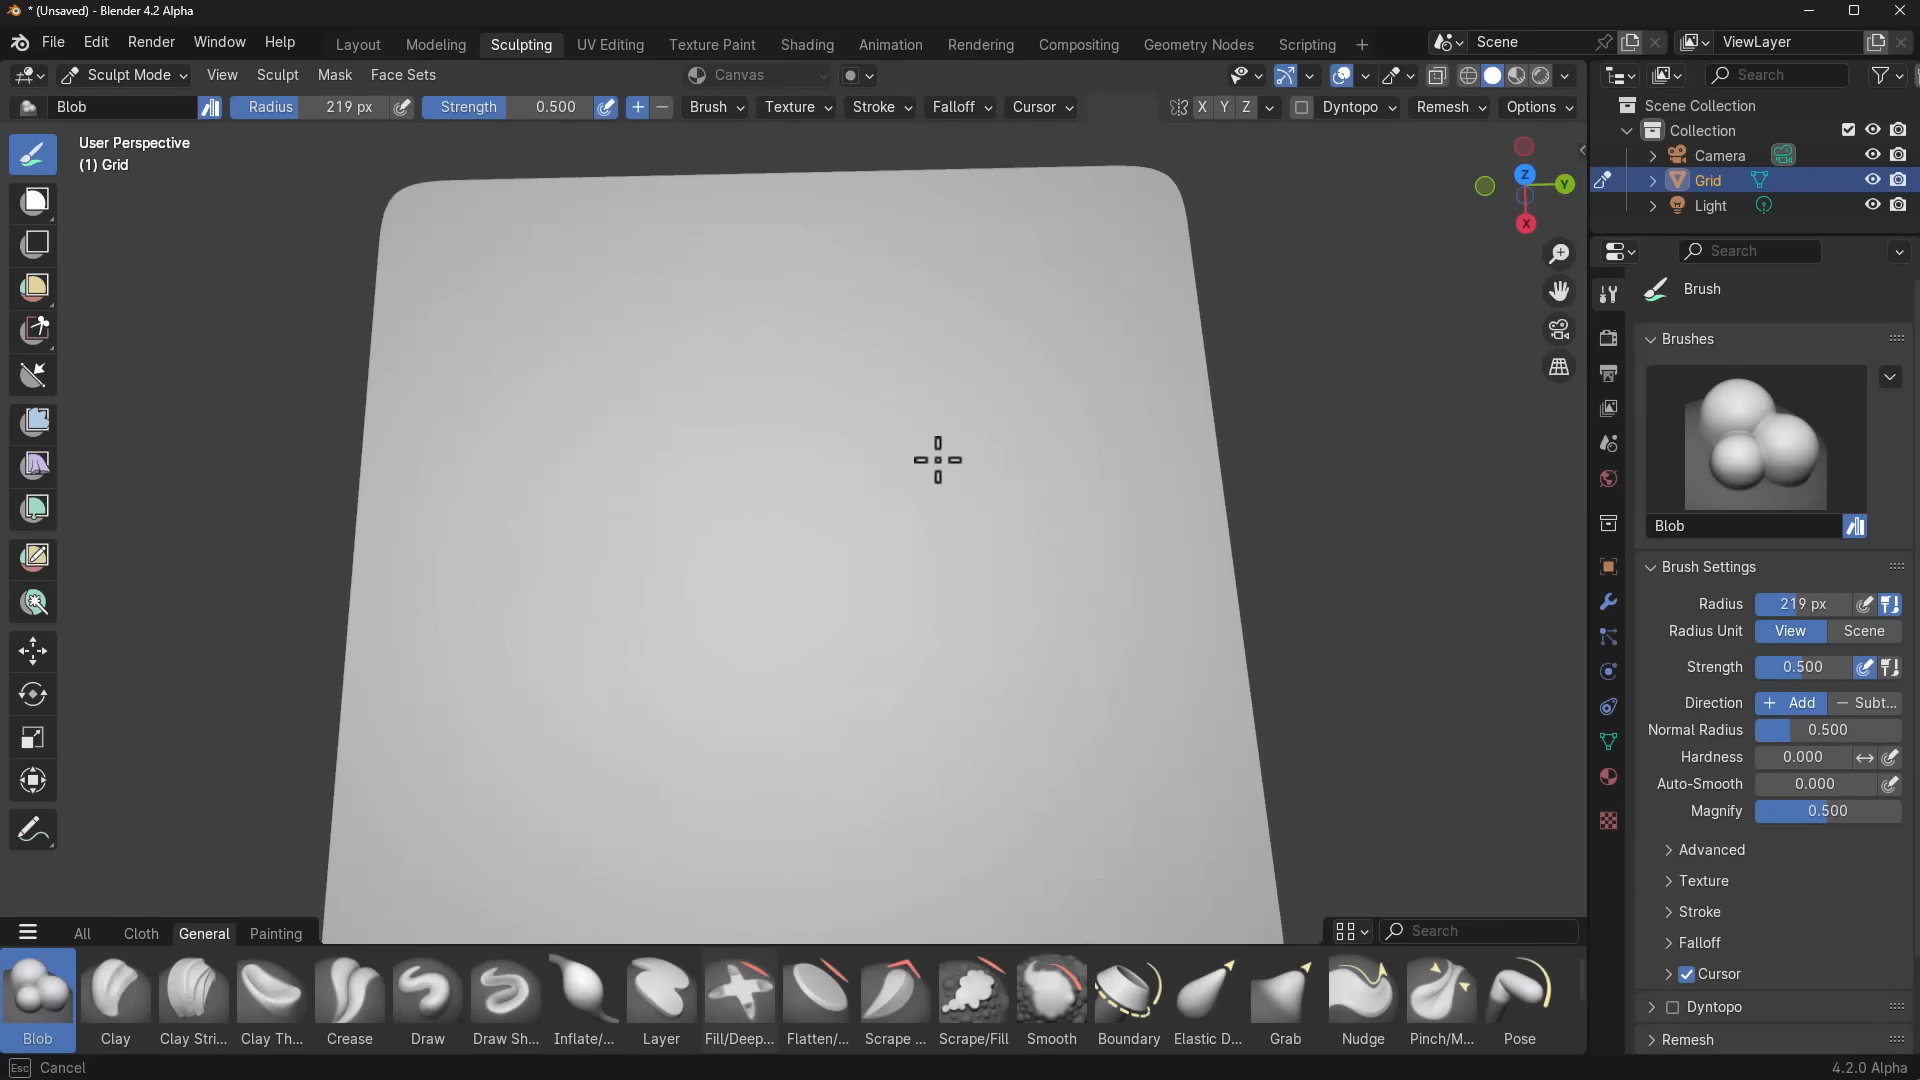 * (Unsaved) - Blender 4.2 Alpha
File Edit Render Window Help Layout Modeling Sculpting UV Editing Texture Paint Shading Animation Rendering Compositing Geometry Nodes Scripting + Scene ViewLayer
Sculpt Mode View Sculpt Mask Face Sets Canvas Search
Blob Radius 219 px Strength 0.500 Brush Texture Stroke Falloff Cursor X Y Z Dyntopo Remesh Options
Scene Collection
Collection
Camera
Grid
Light
User Perspective
(1) Grid
Z
Y
X
Search
Brush
Brushes
Blob
Brush Settings
Radius 219 px
Radius Unit View Scene
Strength 0.500
Direction + Add − Subt...
Normal Radius 0.500
Hardness 0.000
Auto-Smooth 0.000
Magnify 0.500
Advanced
Texture
Stroke
Falloff
Cursor
Dyntopo
Remesh
All Cloth General Painting Search
Blob Clay Clay Stri... Clay Th... Crease Draw Draw Sh... Inflate/... Layer Fill/Deep... Flatten/... Scrape ... Scrape/Fill Smooth Boundary Elastic D... Grab Nudge Pinch/M... Pose
Esc Cancel 4.2.0 Alpha